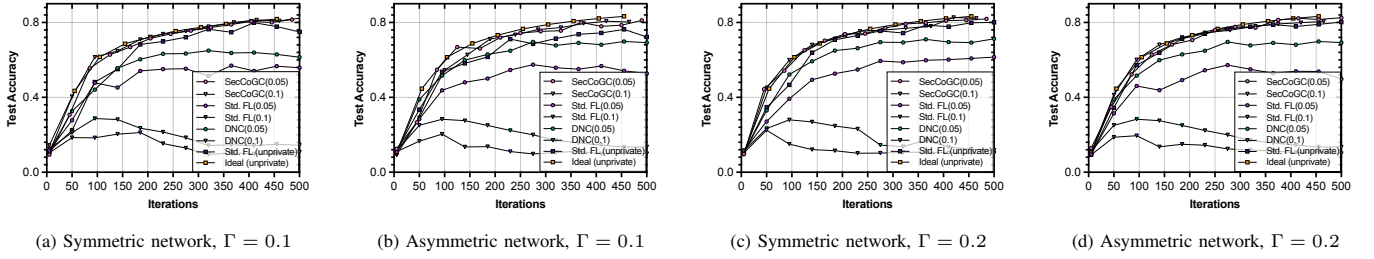 Test Accuracy
0.8
0.4
0.0
0 50 100 150 200 250 300 350 400 450 500
Iterations
SecCoGC(0.05)
SecCoGC(0.1)
Std. FL(0.05)
Std. FL(0.1)
DNC(0.05)
DNC(0.1)
Std. FL (unprivate)
Ideal (unprivate)
(a) Symmetric network, Γ = 0.1
Test Accuracy
0.8
0.4
0.0
0 50 100 150 200 250 300 350 400 450 500
Iterations
SecCoGC(0.05)
SecCoGC(0.1)
Std. FL(0.05)
Std. FL(0.1)
DNC(0.05)
DNC(0.1)
Std. FL (unprivate)
Ideal (unprivate)
(b) Asymmetric network, Γ = 0.1
Test Accuracy
0.8
0.4
0.0
0 50 100 150 200 250 300 350 400 450 500
Iterations
SecCoGC(0.05)
SecCoGC(0.1)
Std. FL(0.05)
Std. FL(0.1)
DNC(0.05)
DNC(0.1)
Std. FL (unprivate)
Ideal (unprivate)
(c) Symmetric network, Γ = 0.2
Test Accuracy
0.8
0.4
0.0
0 50 100 150 200 250 300 350 400 450 500
Iterations
SecCoGC(0.05)
SecCoGC(0.1)
Std. FL(0.05)
Std. FL(0.1)
DNC(0.05)
DNC(0.1)
Std. FL (unprivate)
Ideal (unprivate)
(d) Asymmetric network, Γ = 0.2